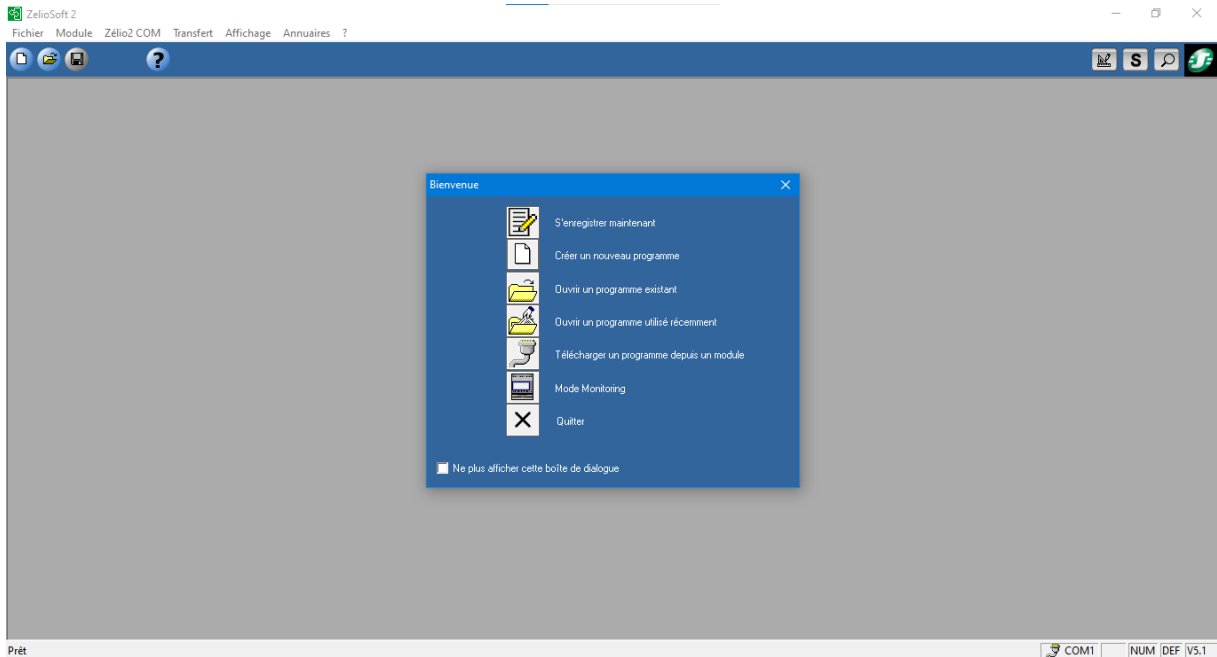 ZelioSoft 2
Fichier Module Zélio2 COM Transfert Affichage Annuaires ?
?
S
Bienvenue
S'enregistrer maintenant
Créer un nouveau programme
Ouvrir un programme existant
Ouvrir un programme utilisé récemment
Télécharger un programme depuis un module
Mode Monitoring
Quitter
Ne plus afficher cette boîte de dialogue
Prêt COM1 NUM DEF V5.1